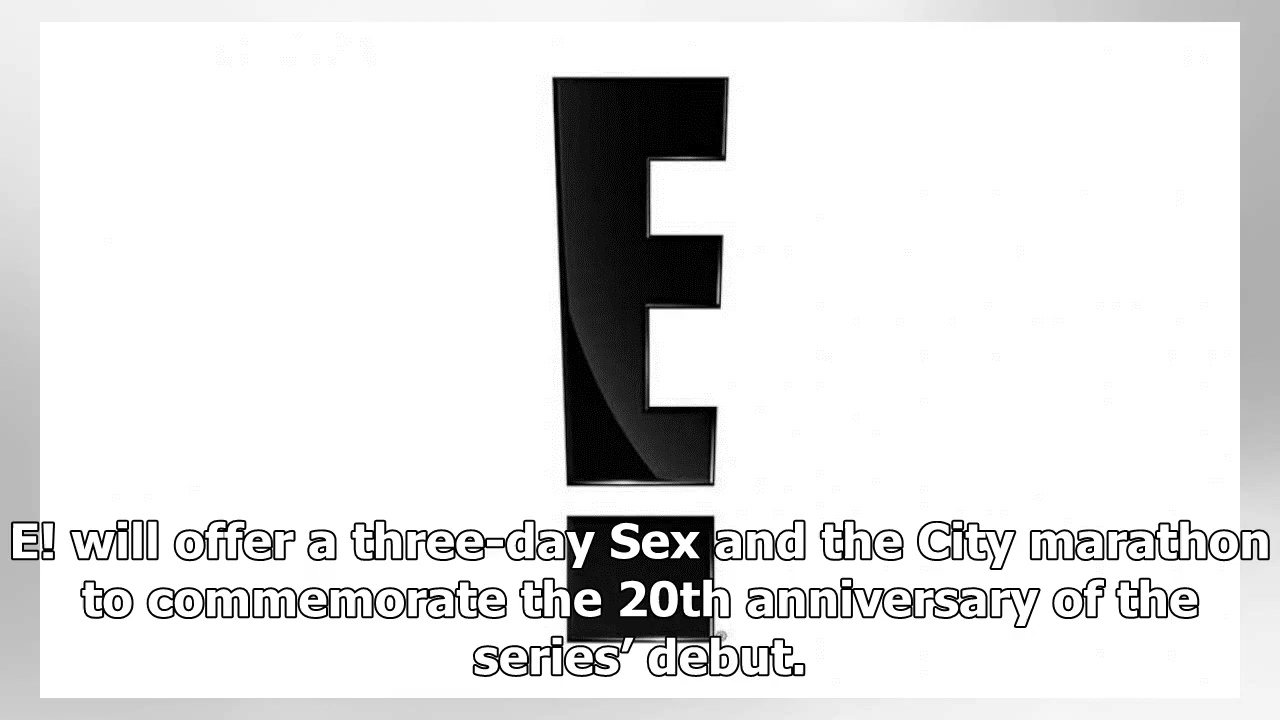 E!
E! will offer a three-day Sex and the City marathon
to commemorate the 20th anniversary of the
series’ debut.